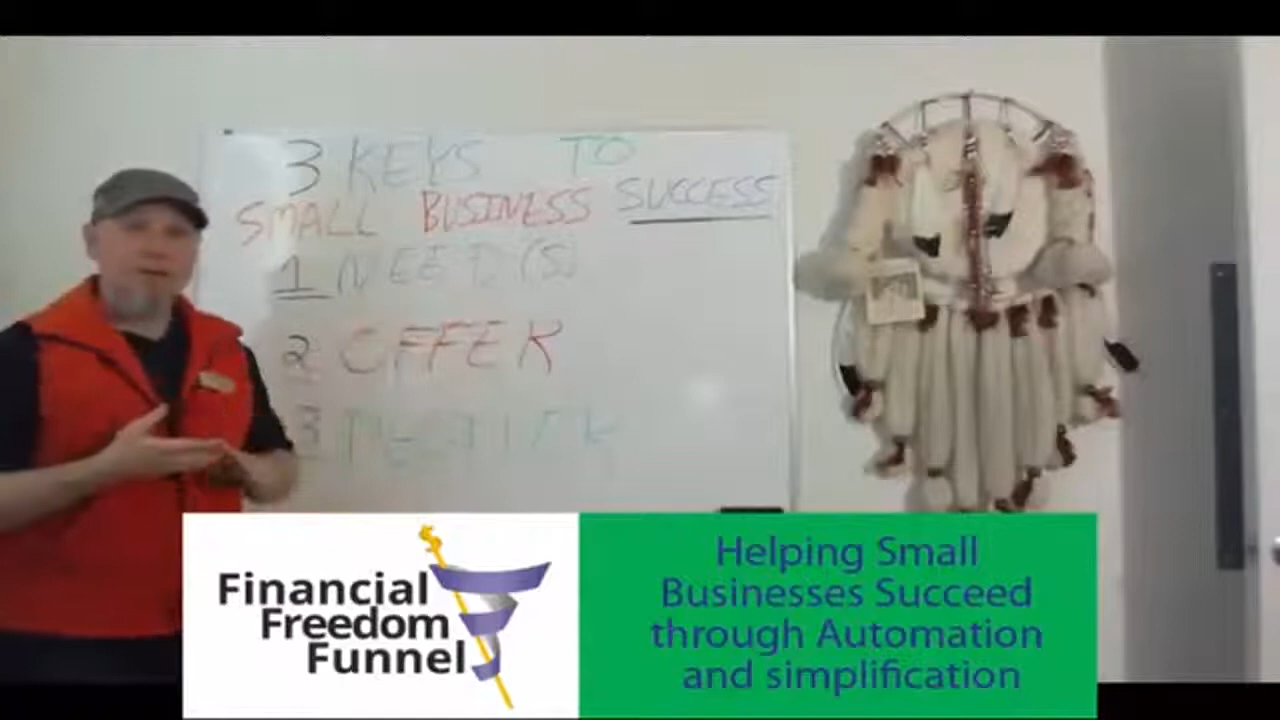 3 KEYS TO
SMALL BUSINESS SUCCESS
1 NEED(S)
2 OFFER
3
Financial
Freedom
Funnel
Helping Small
Businesses Succeed
through Automation
and simplification